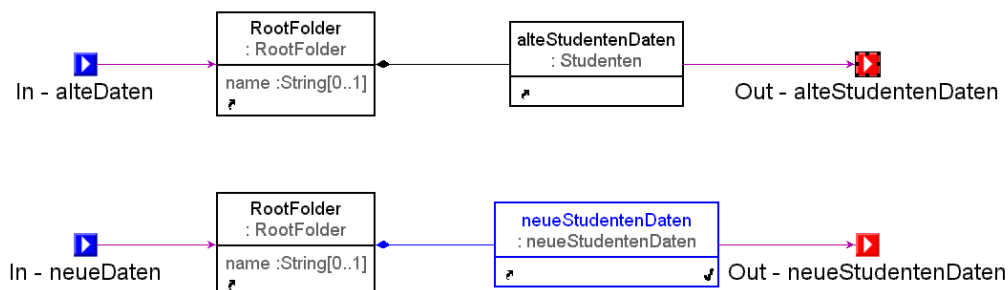 RootFolder
: RootFolder
name :String[0..1]
alteStudentenDaten
: Studenten
In - alteDaten
Out - alteStudentenDaten
RootFolder
: RootFolder
name :String[0..1]
neueStudentenDaten
: neueStudentenDaten
In - neueDaten
Out - neueStudentenDaten